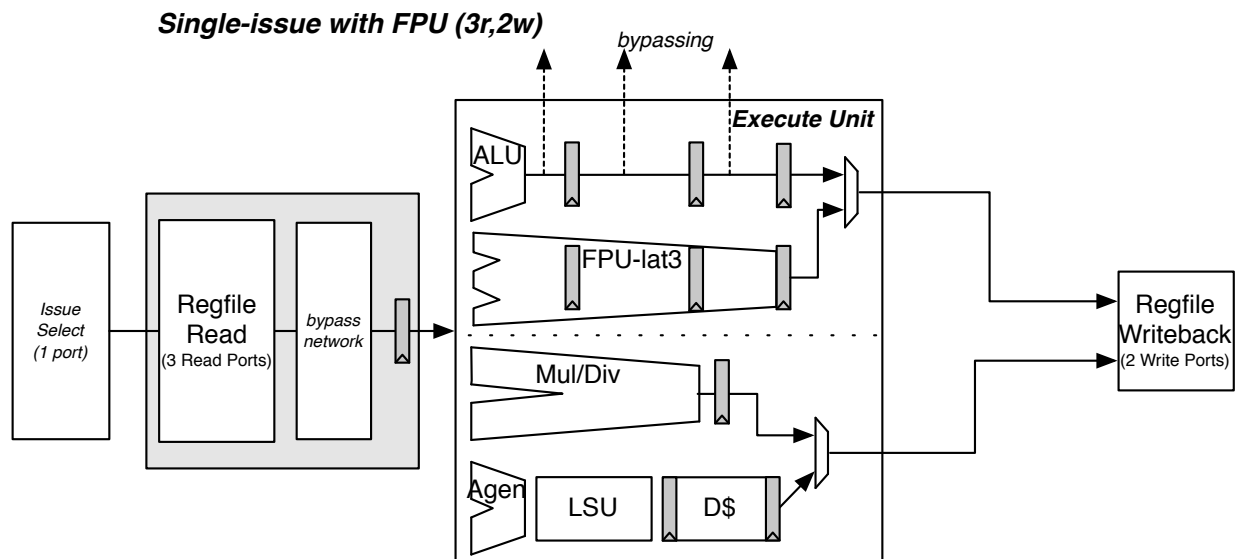 Single-issue with FPU (3r,2w)
bypassing
Execute Unit
ALU
FPU-lat3
Issue
Select
(1 port)
Regfile
Read
(3 Read Ports)
bypass
network
Regfile
Writeback
(2 Write Ports)
Mul/Div
Agen
LSU
D$